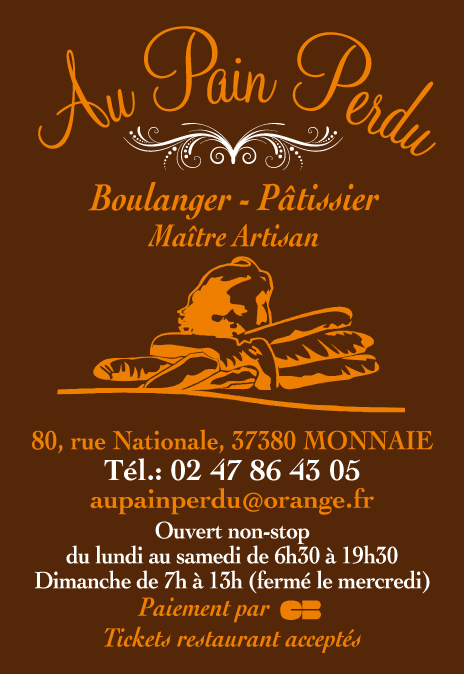 Au Pain Perdu
Boulanger - Pâtissier
Maître Artisan
80, rue Nationale, 37380 MONNAIE
Tél.: 02 47 86 43 05
aupainperdu@orange.fr
Ouvert non-stop
du lundi au samedi de 6h30 à 19h30
Dimanche de 7h à 13h (fermé le mercredi)
Paiement par CB
Tickets restaurant acceptés